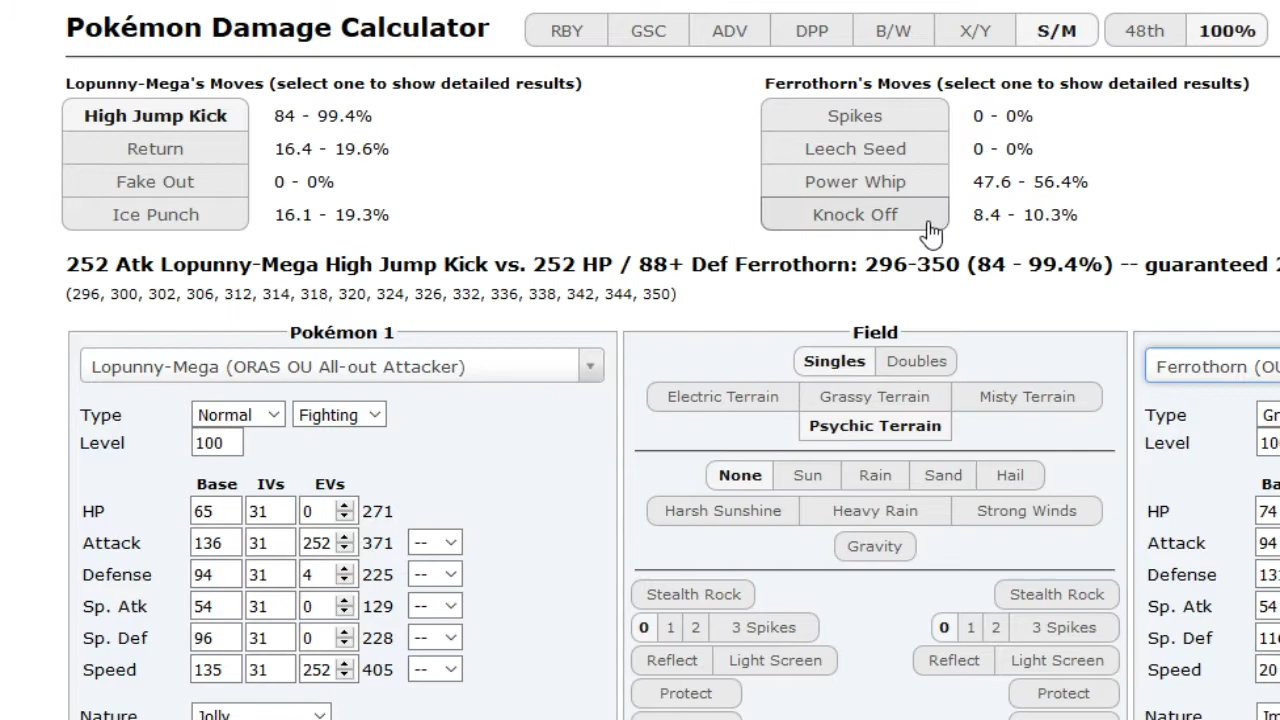 Pokémon Damage Calculator RBY GSC ADV DPP B/W X/Y S/M 48th 100%
Lopunny-Mega's Moves (select one to show detailed results) Ferrothorn's Moves (select one to show detailed results)
High Jump Kick 84 - 99.4% Spikes 0 - 0%
Return 16.4 - 19.6% Leech Seed 0 - 0%
Fake Out 0 - 0% Power Whip 47.6 - 56.4%
Ice Punch 16.1 - 19.3% Knock Off 8.4 - 10.3%
252 Atk Lopunny-Mega High Jump Kick vs. 252 HP / 88+ Def Ferrothorn: 296-350 (84 - 99.4%) -- guaranteed
(296, 300, 302, 306, 312, 314, 318, 320, 324, 326, 332, 336, 338, 342, 344, 350)
Pokémon 1 Field
Lopunny-Mega (ORAS OU All-out Attacker) Singles Doubles Ferrothorn (OU
Electric Terrain Grassy Terrain Misty Terrain
Type Normal Fighting Psychic Terrain Type
Level 100 Level
Base IVs EVs None Sun Rain Sand Hail
HP 65 31 0 271 Harsh Sunshine Heavy Rain Strong Winds HP 74
Attack 136 31 252 371 -- Gravity Attack 94
Defense 94 31 4 225 -- Defense
Sp. Atk 54 31 0 129 -- Stealth Rock Stealth Rock Sp. Atk 54
Sp. Def 96 31 0 228 -- 0 1 2 3 Spikes 0 1 2 3 Spikes Sp. Def
Speed 135 31 252 405 -- Reflect Light Screen Reflect Light Screen Speed 20
Protect Protect
Nature Jolly Nature